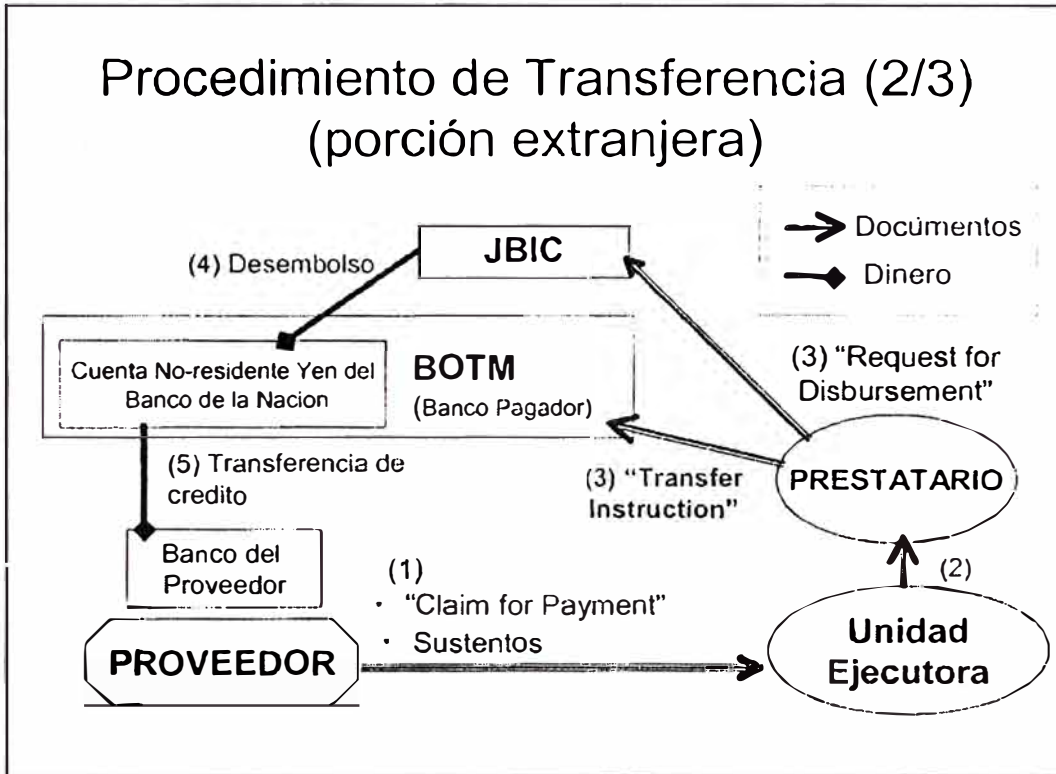 Procedimiento de Transferencia (2/3)
(porción extranjera)
Documentos
Dinero
JBIC
(4) Desembolso
Cuenta No-residente Yen del
Banco de la Nacion
BOTM
(Banco Pagador)
(3) “Request for
Disbursement”
(5) Transferencia de
credito
(3) “Transfer
Instruction”
PRESTATARIO
Banco del
Proveedor
(1)
· “Claim for Payment”
· Sustentos
(2)
PROVEEDOR
Unidad
Ejecutora